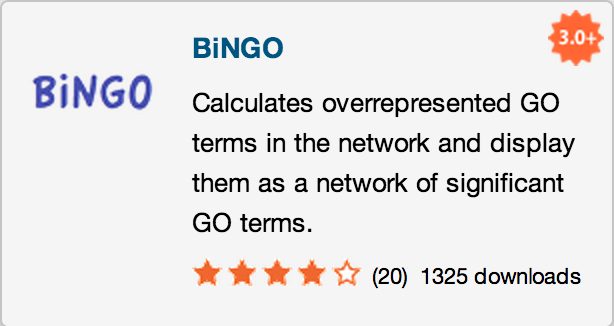 BiNGO
3.0+
BiNGO
Calculates overrepresented GO
terms in the network and display
them as a network of significant
GO terms.
(20) 1325 downloads